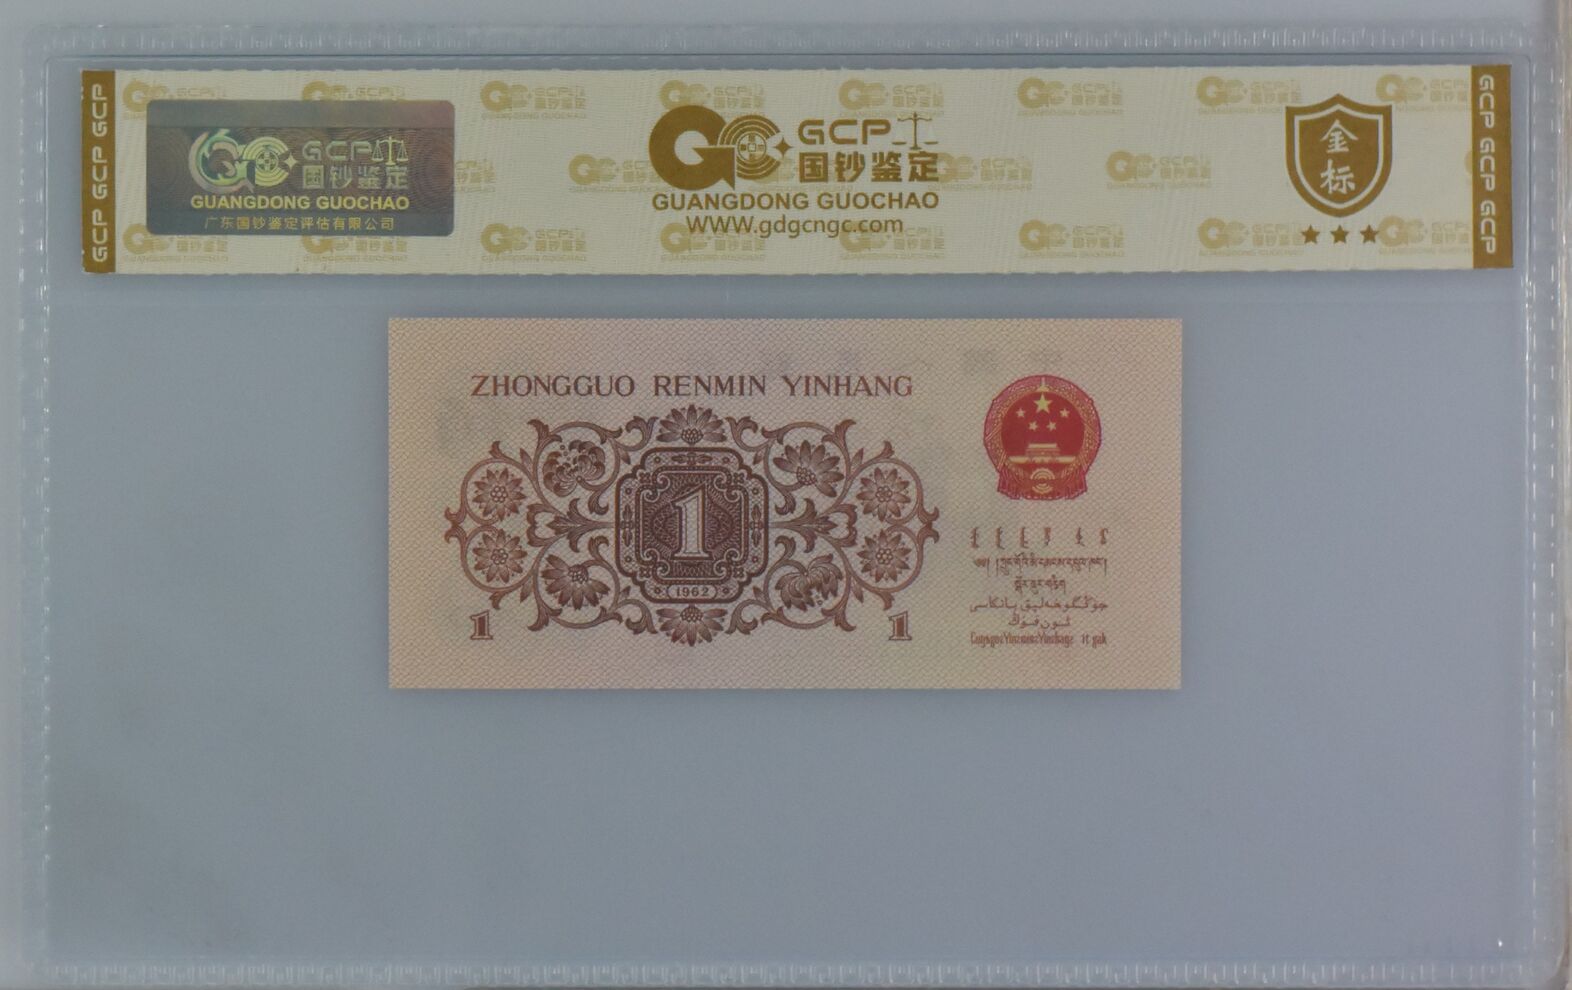 GCP GCP GCP
GCP
国钞鉴定
GUANGDONG GUOCHAO
广东国钞鉴定评估有限公司
GCP
国钞鉴定
GUANGDONG GUOCHAO
WWW.gdgcngc.com
金标
GCP GCP GCP
ZHONGGUO RENMIN YINHANG
1
1962
1
1